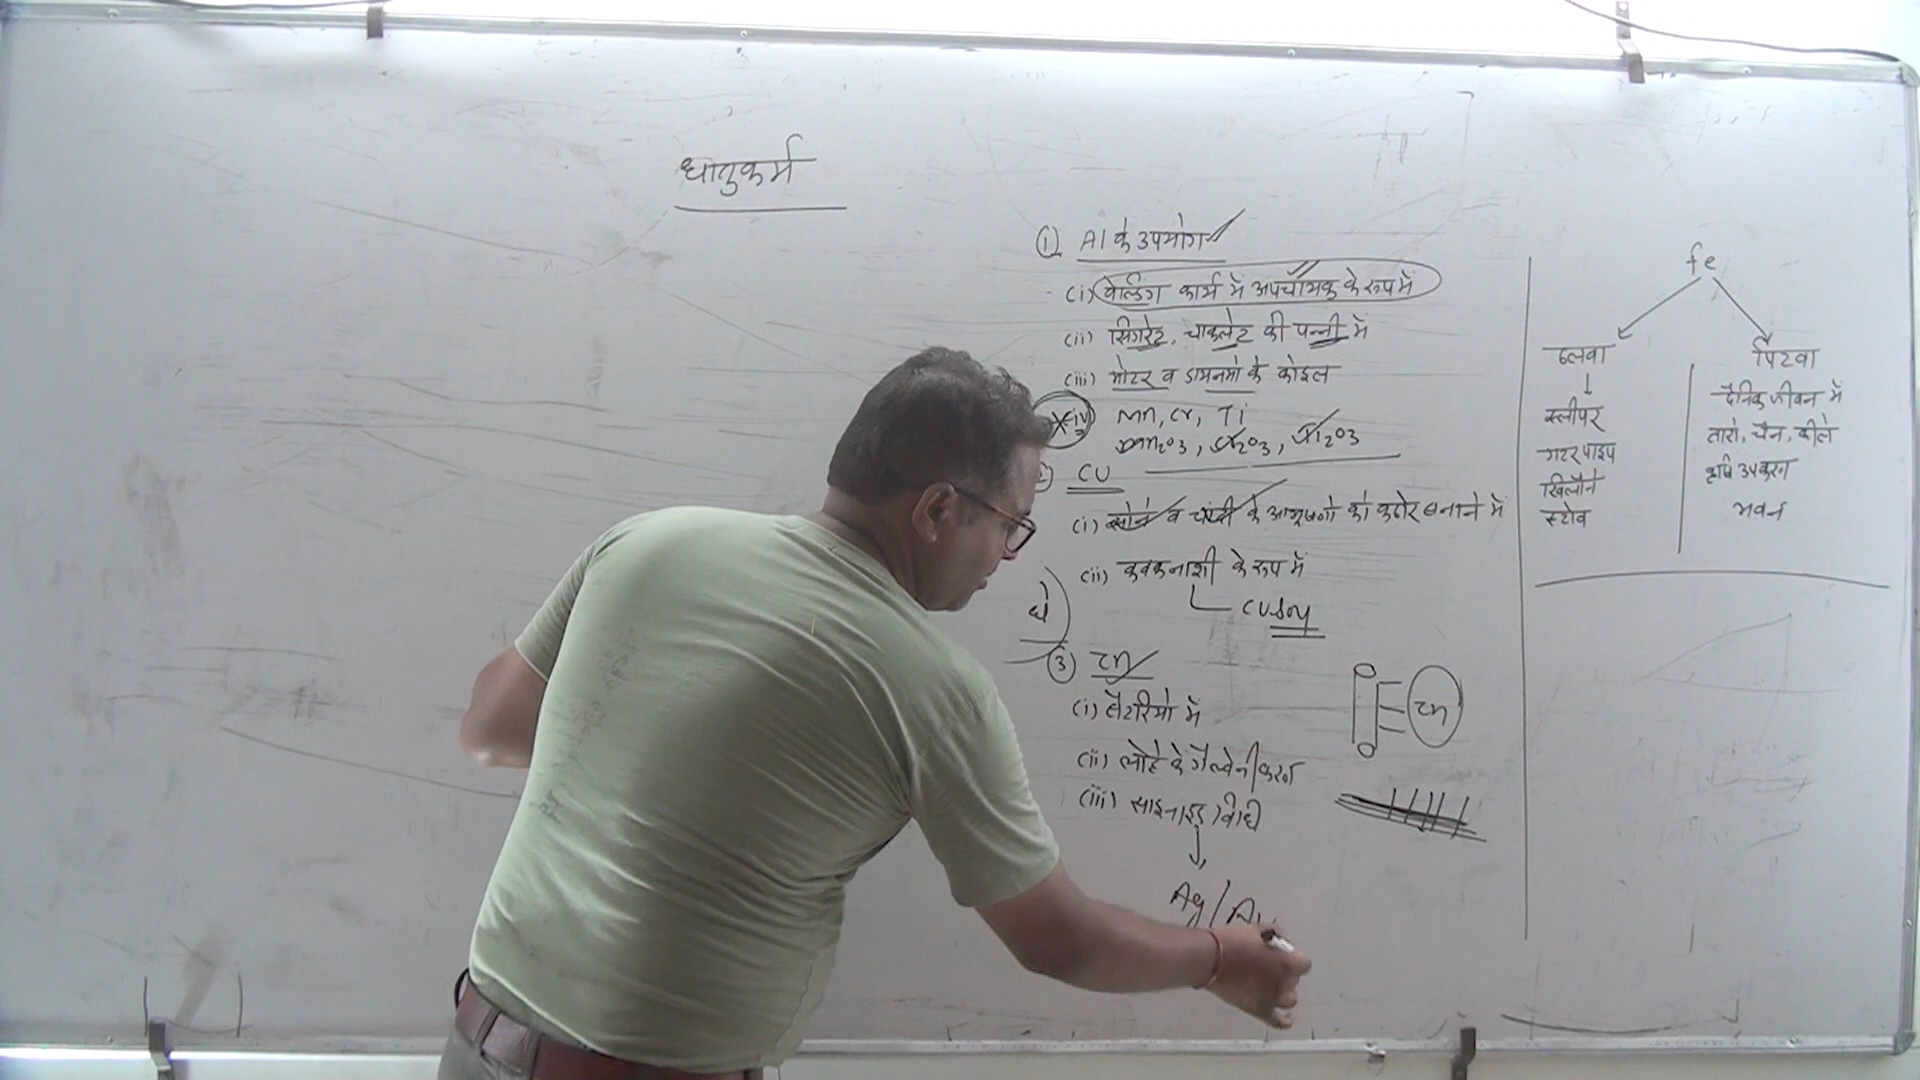 धातुकर्म
① Al के उपयोग
(i) वेल्डिंग कार्य में अपचायक के रूप में
(ii) सिगरेट, चाकलेट की पन्नी में
(iii) मोटर व डायनमो के कोइल
(iv) Mn, Cr, Ti
Mn2O3, Cr2O3, Ti2O3
② CU
(i) सोने व चांदी के आभूषणों को कठोर बनाने में
(ii) कवकनाशी के रूप में
CuSO4
③ Zn
(i) बैटरियों में
(ii) लोहे के गैल्वेनीकरण
(iii) साइनाइड विधि
Ag/Au
Zn
fe
ढलवा
स्लीपर
गटर पाइप
खिलौने
स्टोव
पिटवा
दैनिक जीवन में
तारों, चैन, कीले
कृषि उपकरण
भवन